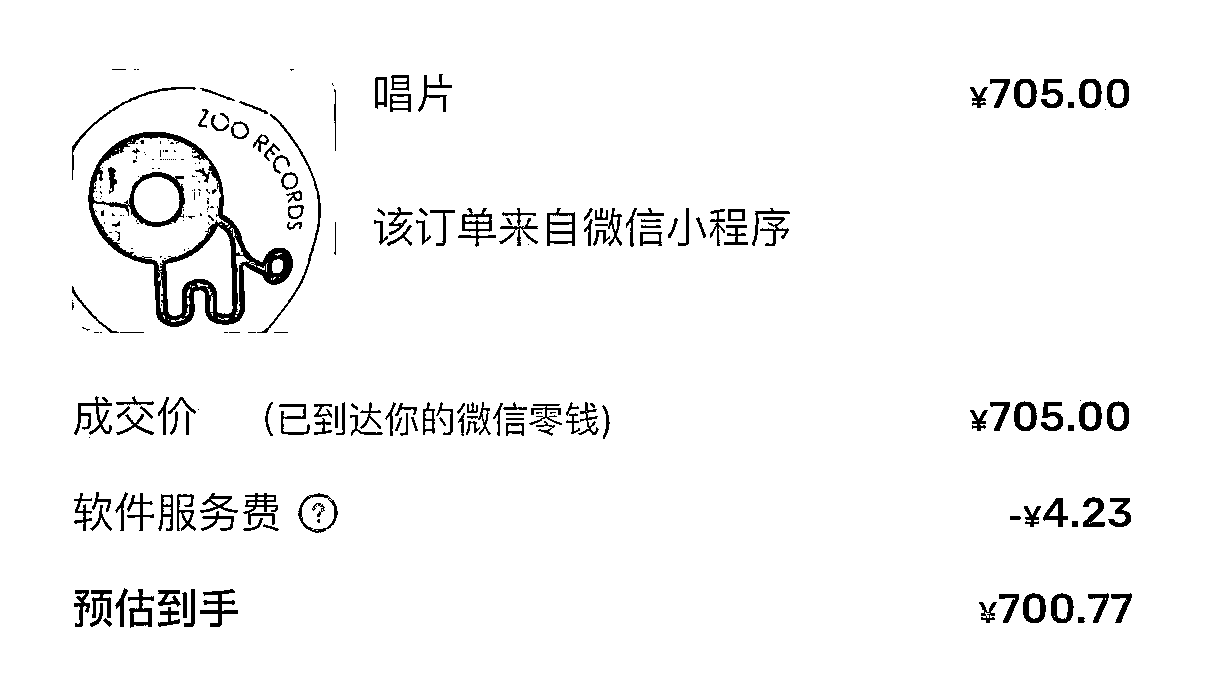 ZOO RECORDS
唱片 ¥705.00
该订单来自微信小程序
成交价 (已到达你的微信零钱) ¥705.00
软件服务费 ? -¥4.23
预估到手 ¥700.77